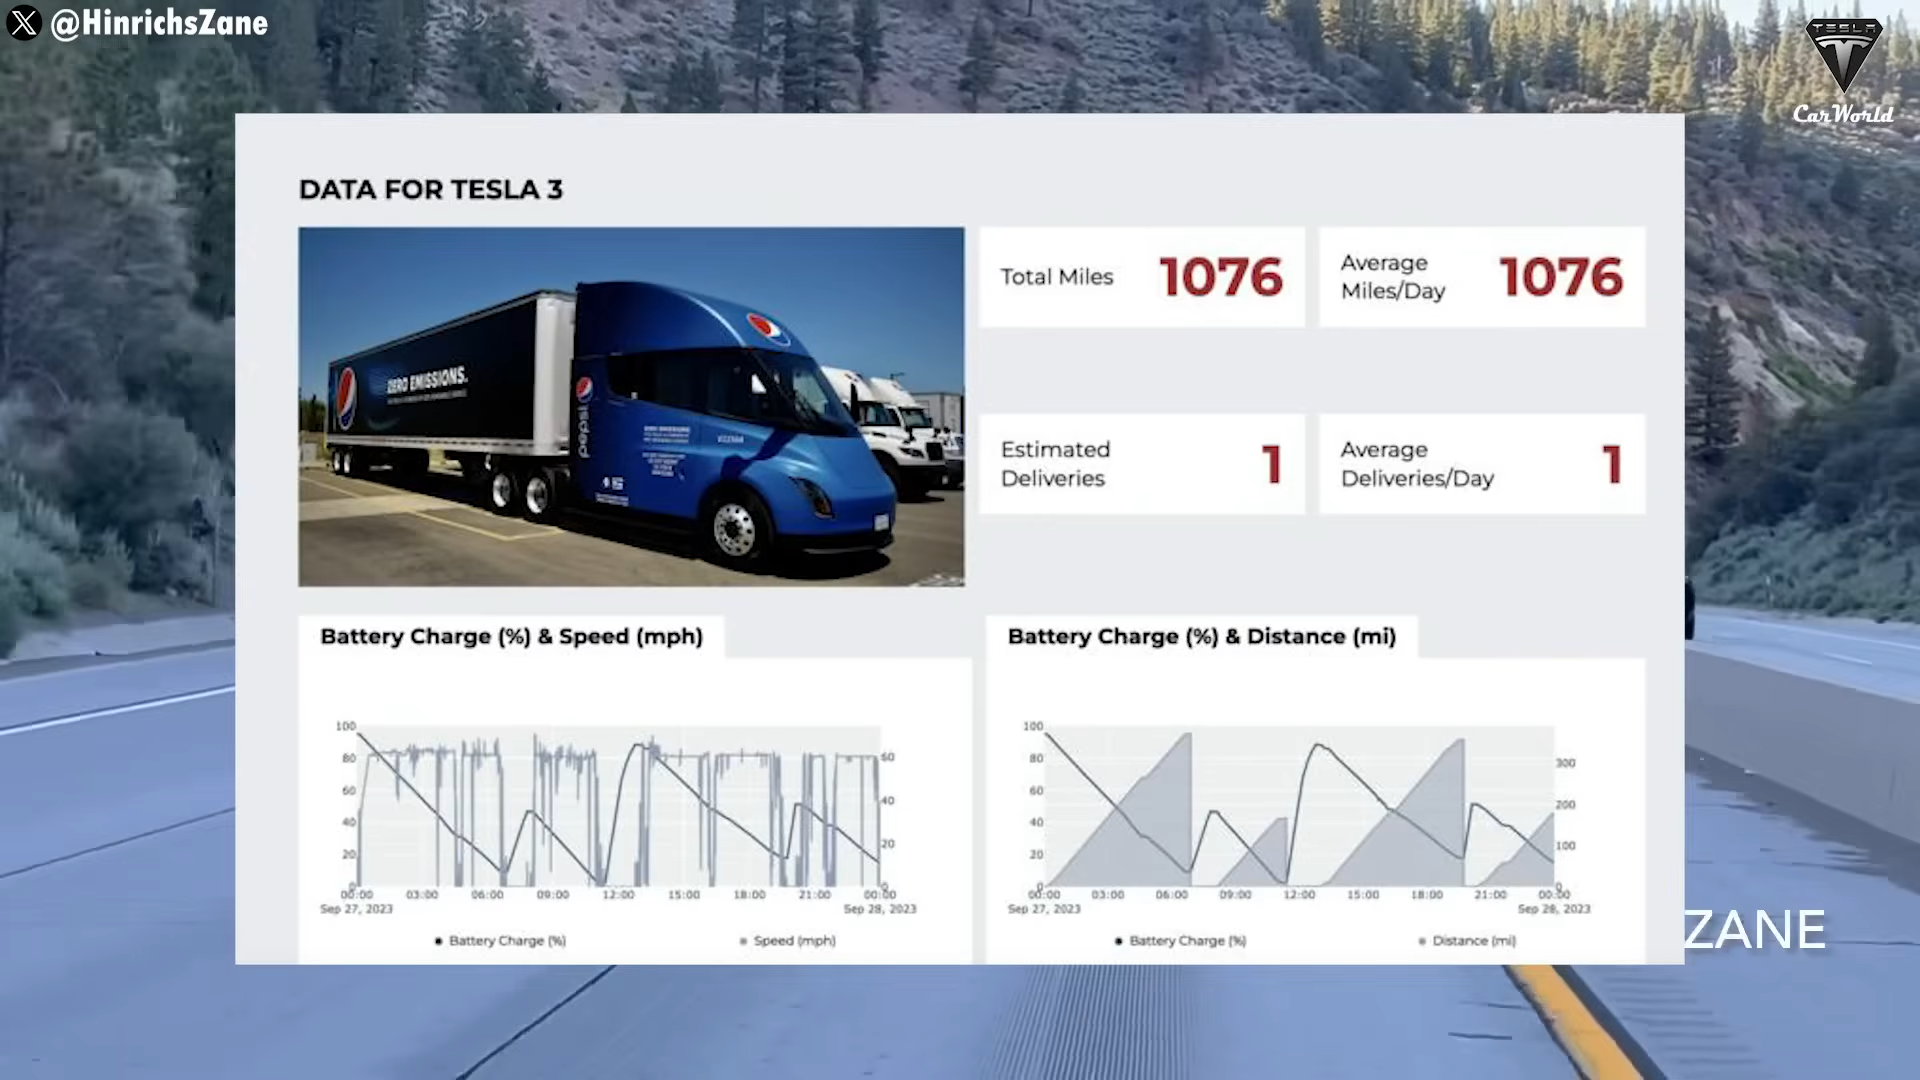 @HinrichsZane
TESLA
CarWorld
DATA FOR TESLA 3
ZERO EMISSIONS.
pepsi
Total Miles 1076
Average
Miles/Day 1076
Estimated
Deliveries 1
Average
Deliveries/Day 1
Battery Charge (%) & Speed (mph)
100
80
60
40
20
0
60
40
20
0
00:00 03:00 06:00 09:00 12:00 15:00 18:00 21:00 00:00
Sep 27, 2023 Sep 28, 2023
Battery Charge (%) Speed (mph)
Battery Charge (%) & Distance (mi)
100
80
60
40
20
0
300
200
100
0
00:00 03:00 06:00 09:00 12:00 15:00 18:00 21:00 00:00
Sep 27, 2023 Sep 28, 2023
Battery Charge (%) Distance (mi)
ZANE